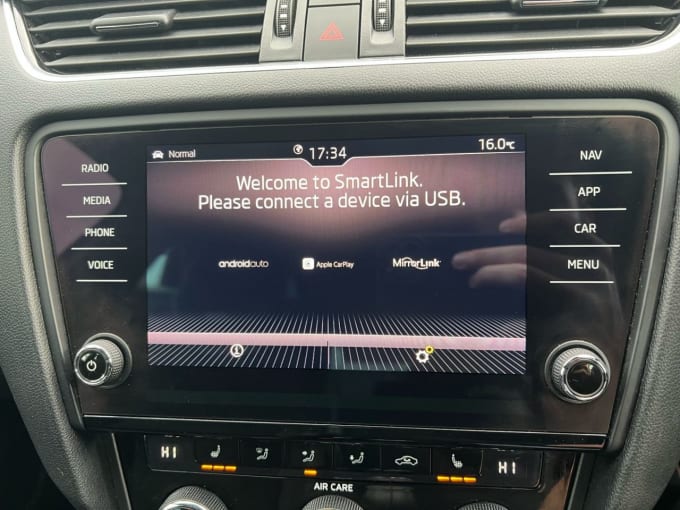 Normal 17:34 16.0°C
RADIO
MEDIA
PHONE
VOICE
Welcome to SmartLink.
Please connect a device via USB.
androidauto Apple CarPlay MirrorLink
NAV
APP
CAR
MENU
HI HI
AIR CARE